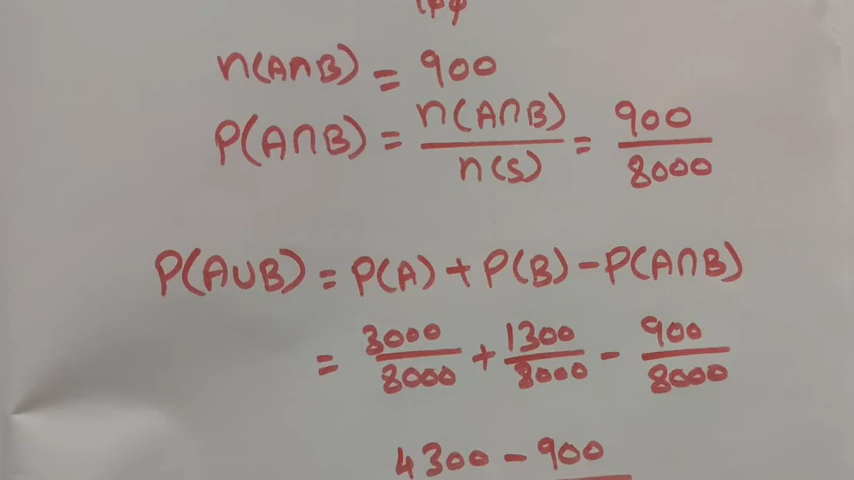 n(A∩B) = 900
P(A∩B) = n(A∩B)/n(S) = 900/8000
P(A∪B) = P(A) + P(B) - P(A∩B)
= 3000/8000 + 1300/8000 - 900/8000
4300 - 900